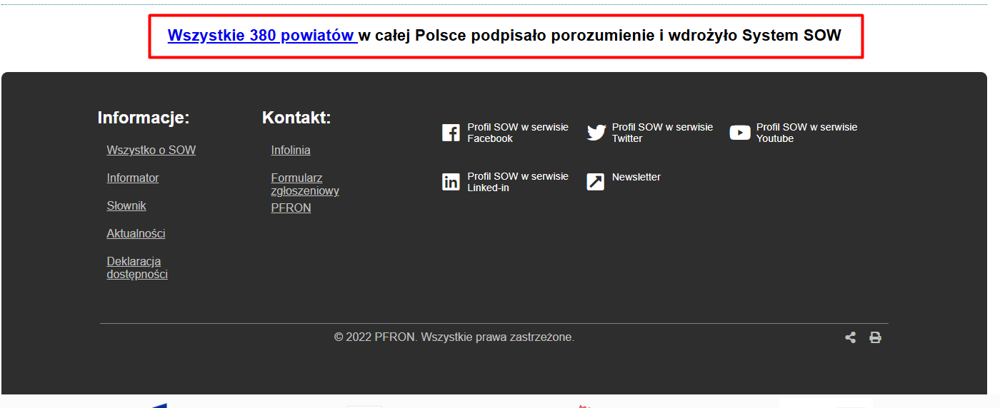 Wszystkie 380 powiatów w całej Polsce podpisało porozumienie i wdrożyło System SOW
Informacje:
Wszystko o SOW
Informator
Słownik
Aktualności
Deklaracja
dostępności
Kontakt:
Infolinia
Formularz
zgłoszeniowy
PFRON
Profil SOW w serwisie
Facebook
Profil SOW w serwisie
Twitter
Profil SOW w serwisie
Youtube
Profil SOW w serwisie
Linked-in
Newsletter
© 2022 PFRON. Wszystkie prawa zastrzeżone.